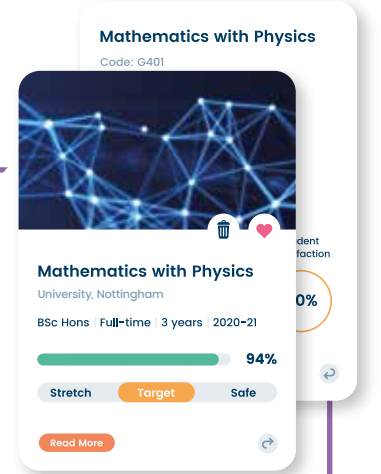 Mathematics with Physics
Code: G401
Mathematics with Physics
University, Nottingham
BSc Hons | Full-time | 3 years | 2020-21
94%
Stretch Target Safe
Read More
0%